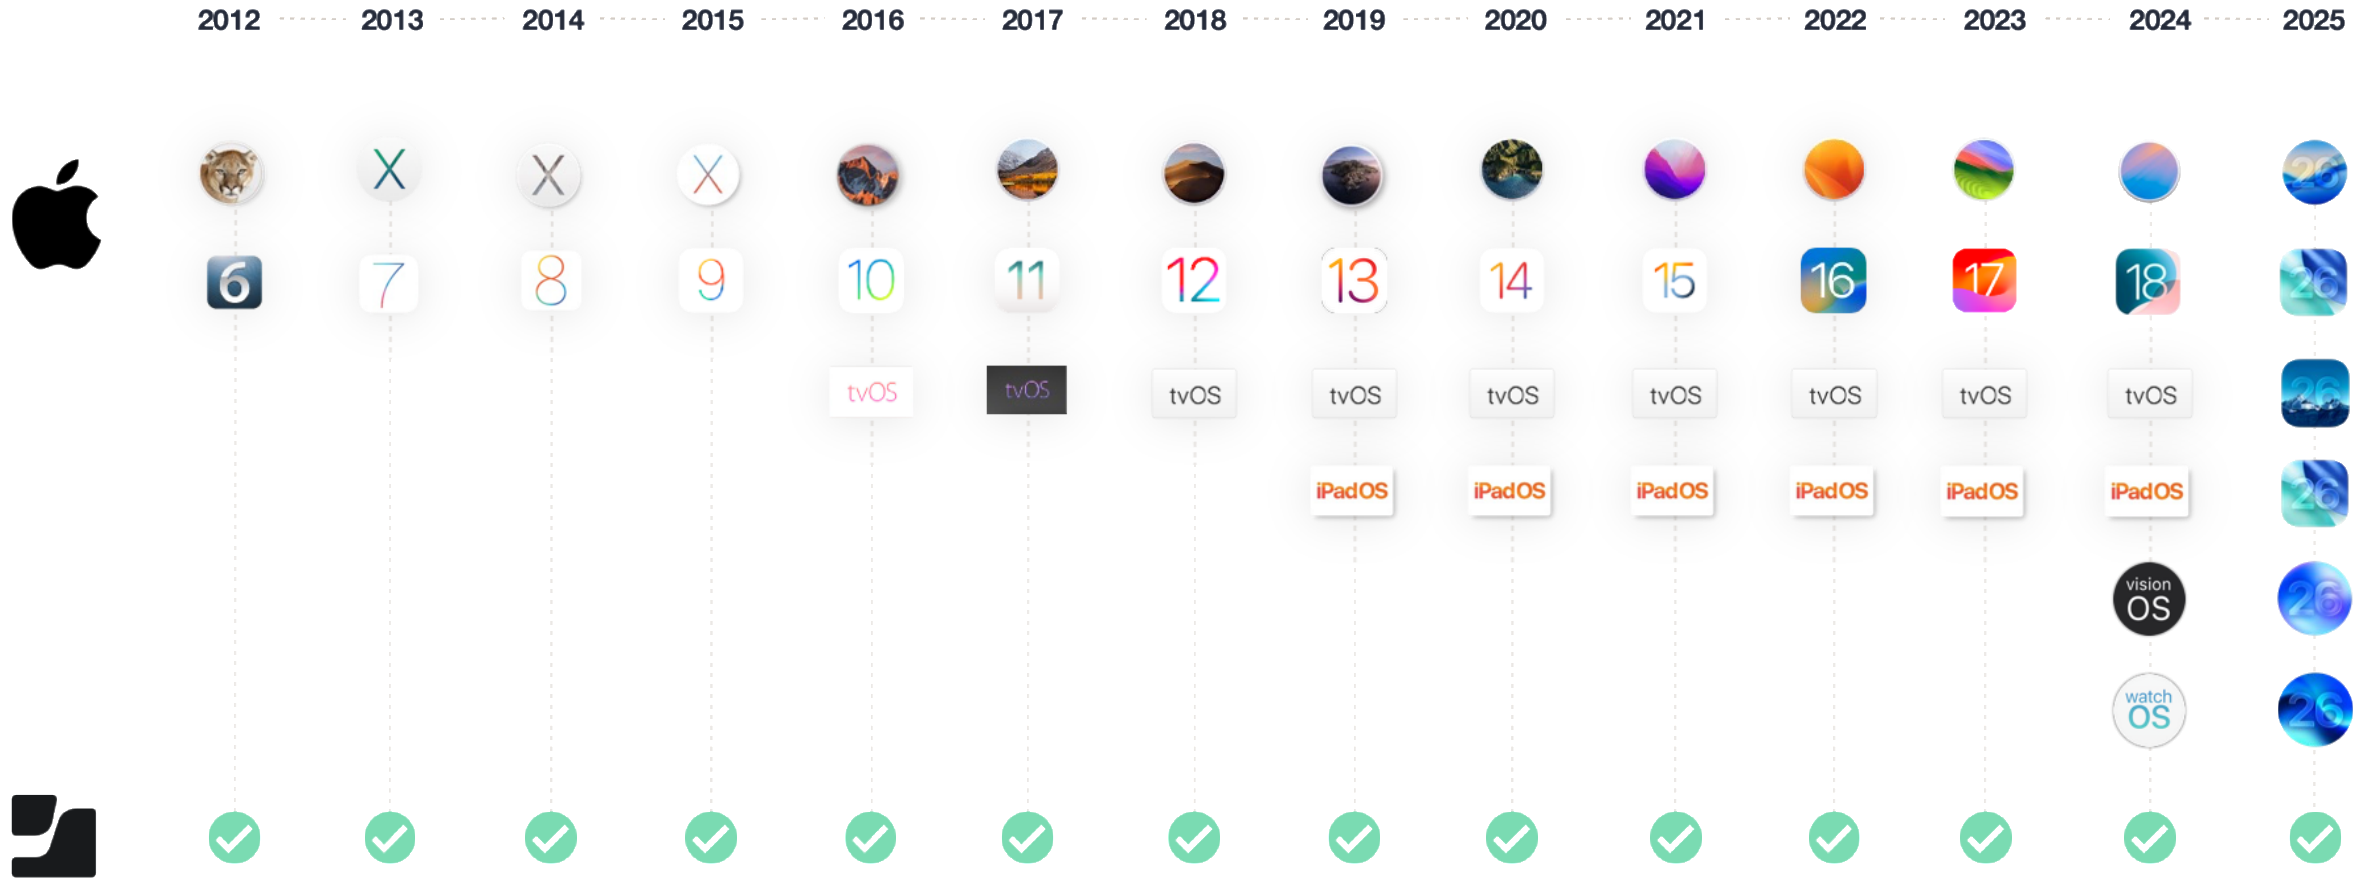 2012 2013 2014 2015 2016 2017 2018 2019 2020 2021 2022 2023 2024 2025
X X X 26
6 7 8 9 10 11 12 13 14 15 16 17 18 26
tvOS tvOS tvOS tvOS tvOS tvOS tvOS tvOS tvOS 26
iPadOS iPadOS iPadOS iPadOS iPadOS iPadOS 26
vision
OS 26
watch
OS 26